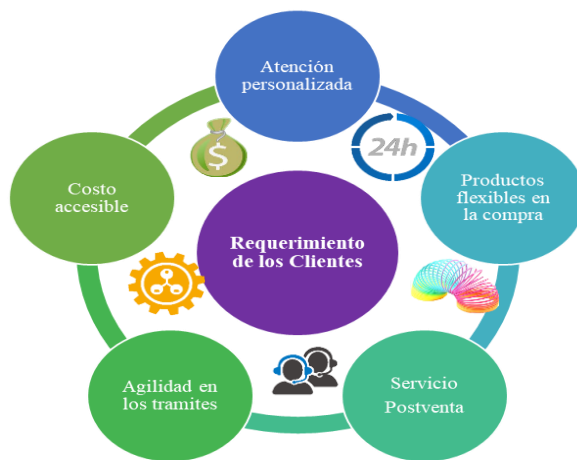 Atención
personalizada
24h
$
Costo
accesible
Productos
flexibles en
la compra
Requerimiento
de los Clientes
Agilidad en
los tramites
Servicio
Postventa